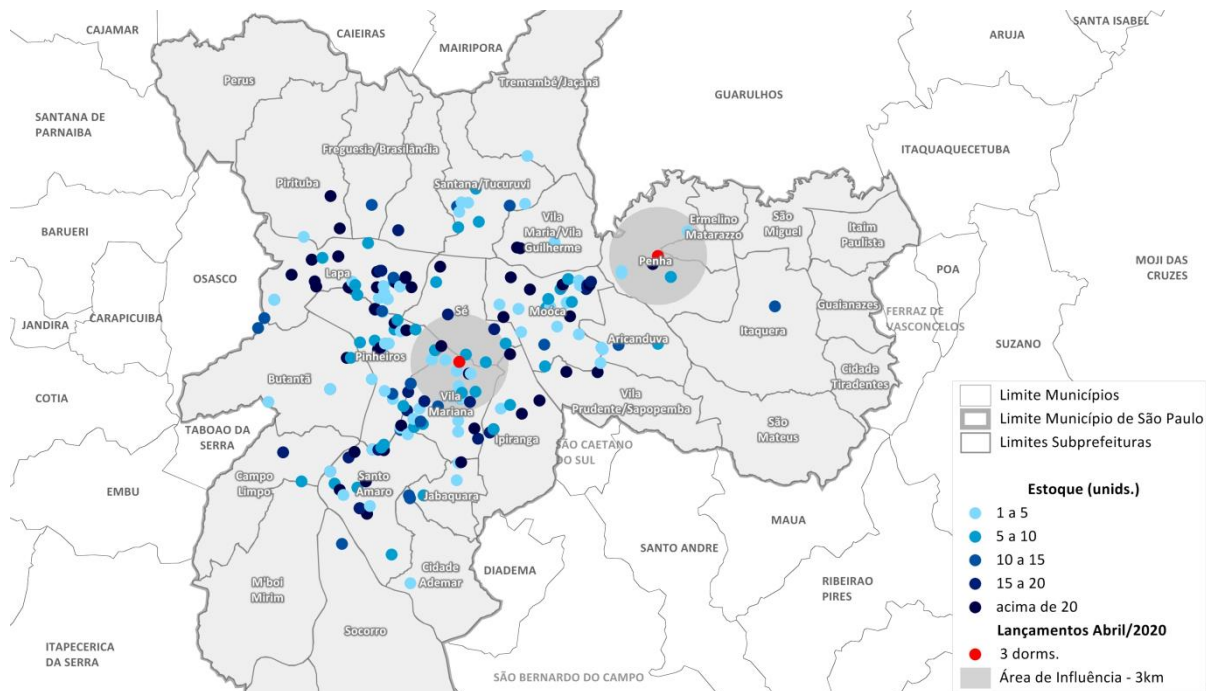 CAJAMAR
CAIEIRAS
MAIRIPORA
SANTA ISABEL
ARUJA
Perus
Tremembé/Jaçanã
GUARULHOS
SANTANA DE
PARNAIBA
Freguesia/Brasilândia
ITAQUAQUECETUBA
Pirituba
Santana/Tucuruvi
Vila
Maria/Vila
Guilherme
Ermelino
Matarazzo
São
Miguel
Itaim
Paulista
BARUERI
OSASCO
Lapa
Penha
POA
MOJI DAS
CRUZES
JANDIRA
CARAPICUIBA
Sé
Mooca
Guaianazes
FERRAZ DE
VASCONCELOS
Itaquera
Aricanduva
SUZANO
Pinheiros
Butantã
Cidade
Tiradentes
COTIA
Vila
Mariana
Vila
Prudente/Sapopemba
TABOAO DA
SERRA
Ipiranga
SÃO CAETANO
DO SUL
São
Mateus
EMBU
Campo
Limpo
Santo
Amaro
Jabaquara
MAUA
SANTO ANDRE
DIADEMA
Cidade
Ademar
M'boi
Mirim
RIBEIRAO
PIRES
Socorro
ITAPECERICA
DA SERRA
SÃO BERNARDO DO CAMPO
Limite Municípios
Limite Município de São Paulo
Limites Subprefeituras
Estoque (unids.)
1 a 5
5 a 10
10 a 15
15 a 20
acima de 20
Lançamentos Abril/2020
3 dorms.
Área de Influência - 3km